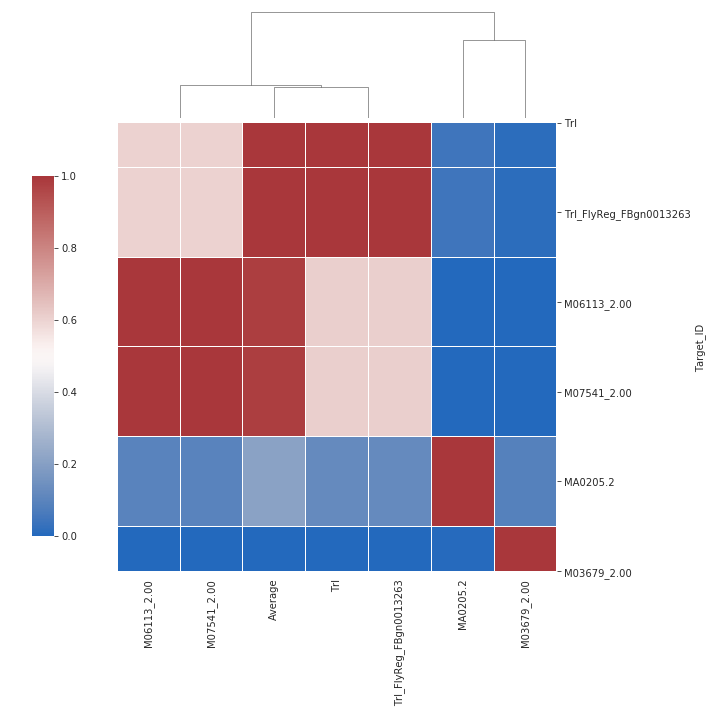 Trl
Trl_FlyReg_FBgn0013263
M06113_2.00
M07541_2.00
MA0205.2
M03679_2.00
Target_ID
1.0
0.8
0.6
0.4
0.2
0.0
M06113_2.00
M07541_2.00
Average
Trl
Trl_FlyReg_FBgn0013263
MA0205.2
M03679_2.00